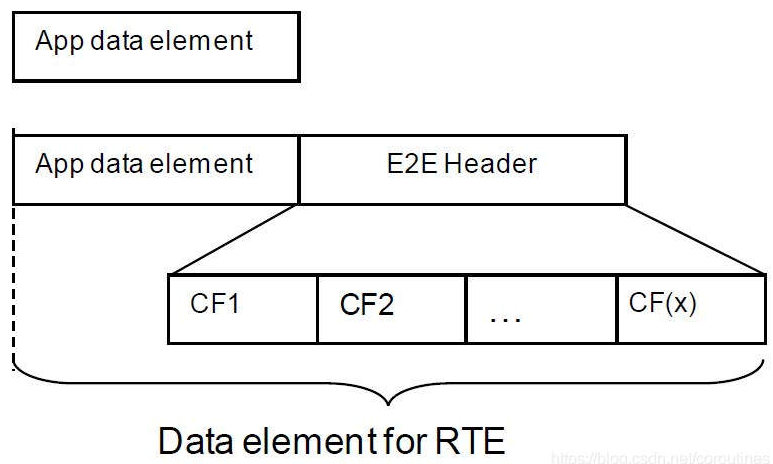 App data element
App data element
E2E Header
CF1
CF2
...
CF(x)
Data element for RTE
https://blog.csdn.net/coroutines